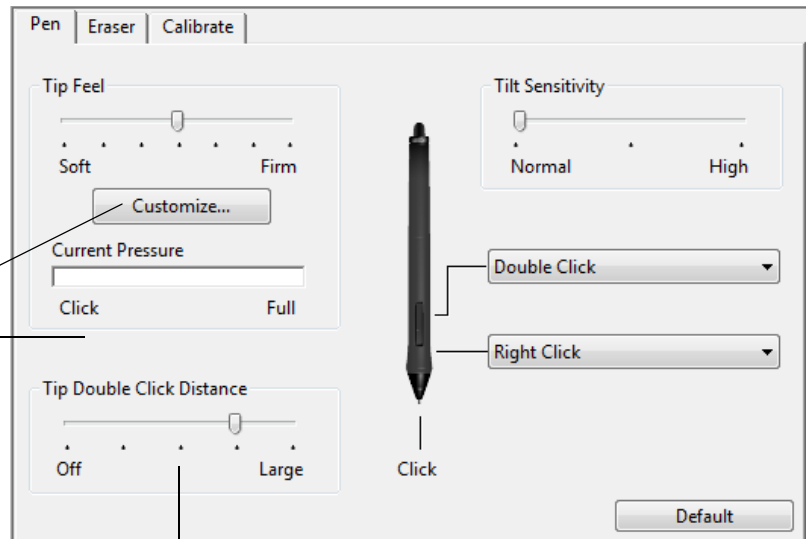 Pen Eraser Calibrate
Tip Feel
Soft Firm
Customize...
Current Pressure
Click Full
Tip Double Click Distance
Off Large
Click
Tilt Sensitivity
Normal High
Double Click
Right Click
Default